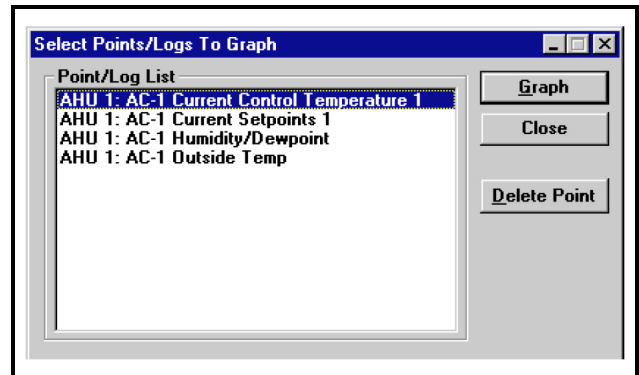 Select Points/Logs To Graph
Point/Log List
AHU 1: AC-1 Current Control Temperature 1
AHU 1: AC-1 Current Setpoints 1
AHU 1: AC-1 Humidity/Dewpoint
AHU 1: AC-1 Outside Temp
Graph
Close
Delete Point